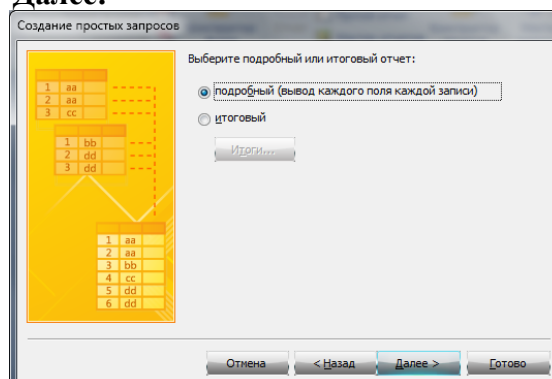 Далее.
Создание простых запросов
Выберите подробный или итоговый отчет:
подробный (вывод каждого поля каждой записи)
итоговый
Итоги...
1 aa
2 aa
3 cc
1 bb
2 dd
3 dd
1 aa
2 aa
3 bb
4 cc
5 dd
6 dd
Отмена < Назад Далее > Готово